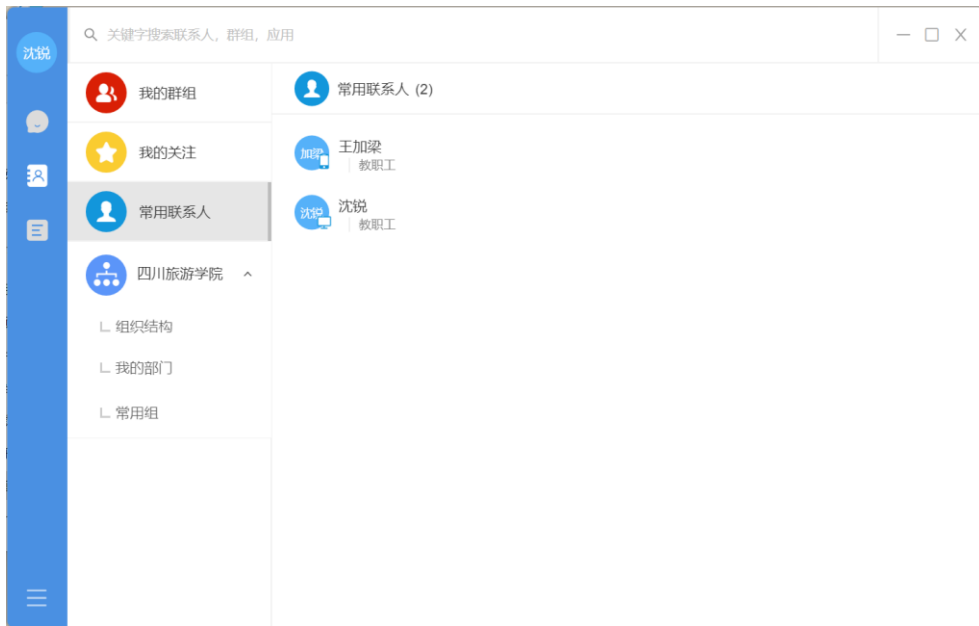 沈锐
关键字搜索联系人，群组，应用
我的群组
我的关注
常用联系人
四川旅游学院
组织结构
我的部门
常用组
常用联系人 (2)
加梁
王加梁
教职工
沈锐
沈锐
教职工